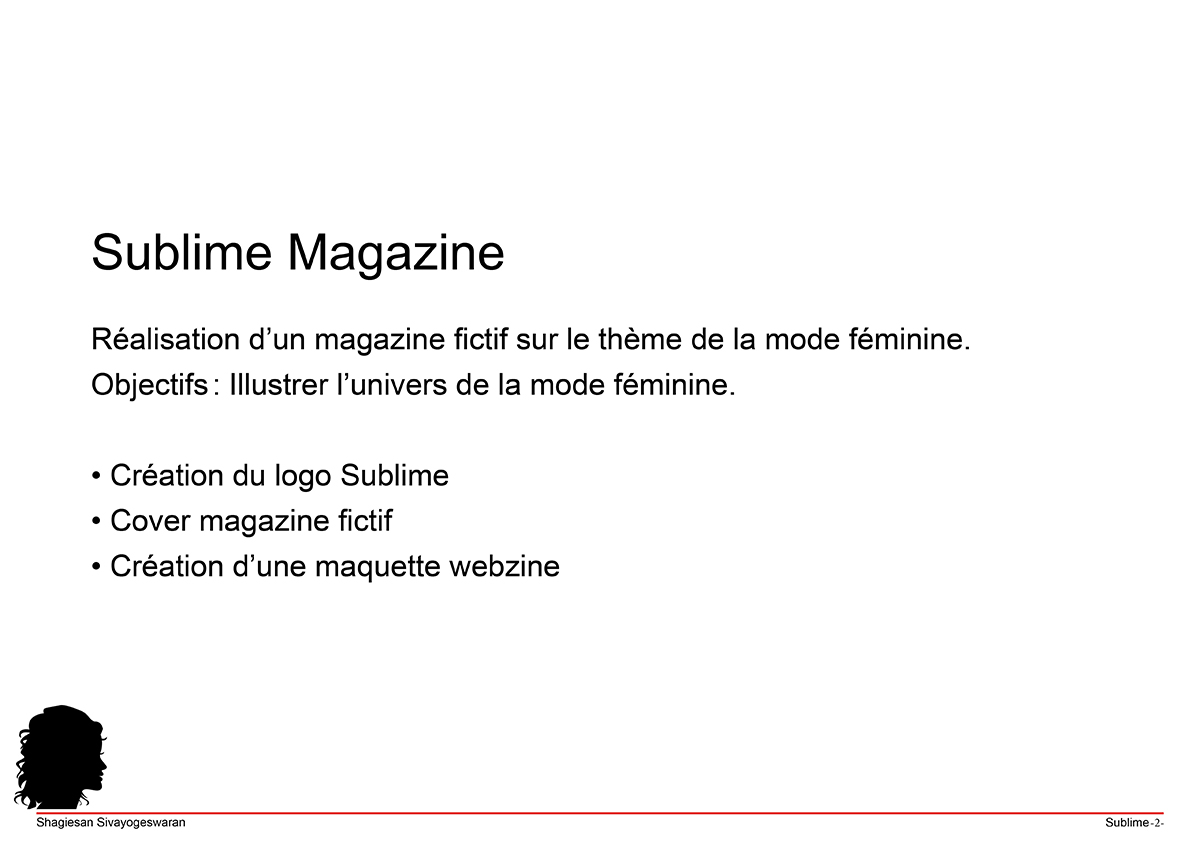 Sublime Magazine
Réalisation d’un magazine fictif sur le thème de la mode féminine.
Objectifs : Illustrer l’univers de la mode féminine.
• Création du logo Sublime
• Cover magazine fictif
• Création d’une maquette webzine
Shagiesan Sivayogeswaran
Sublime -2-